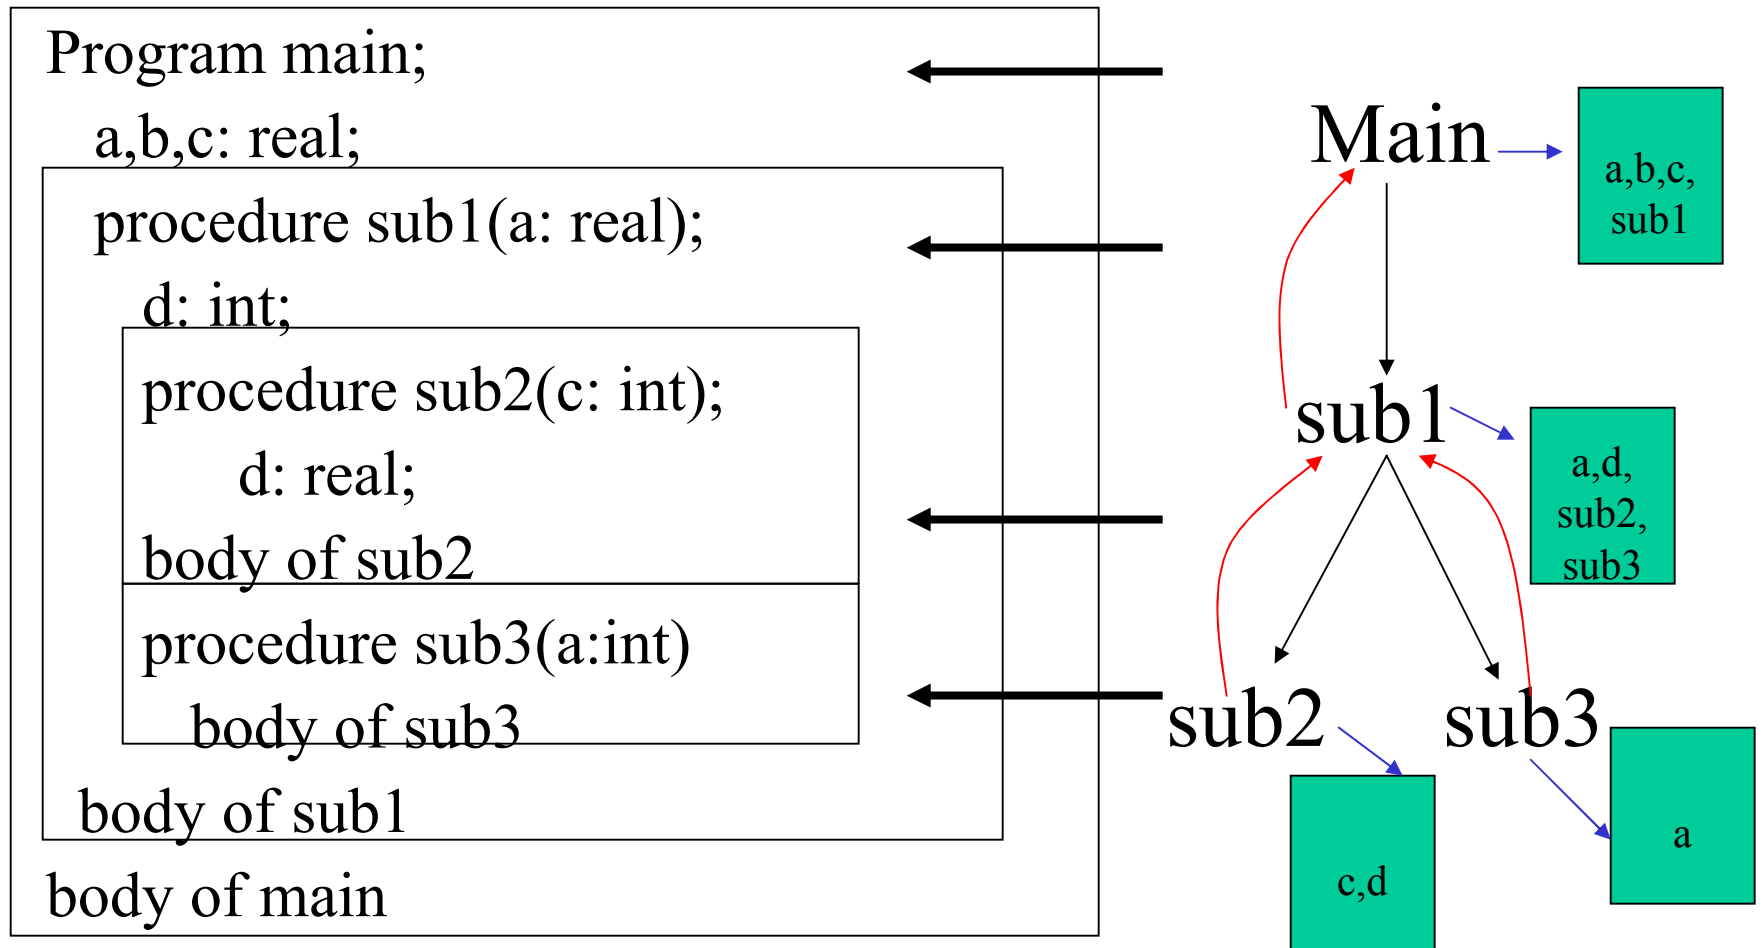 Program main;
a,b,c: real;
procedure sub1(a: real);
d: int;
procedure sub2(c: int);
d: real;
body of sub2
procedure sub3(a:int)
body of sub3
body of sub1
body of main
Main
a,b,c,
sub1
sub1
a,d,
sub2,
sub3
sub2
sub3
c,d
a